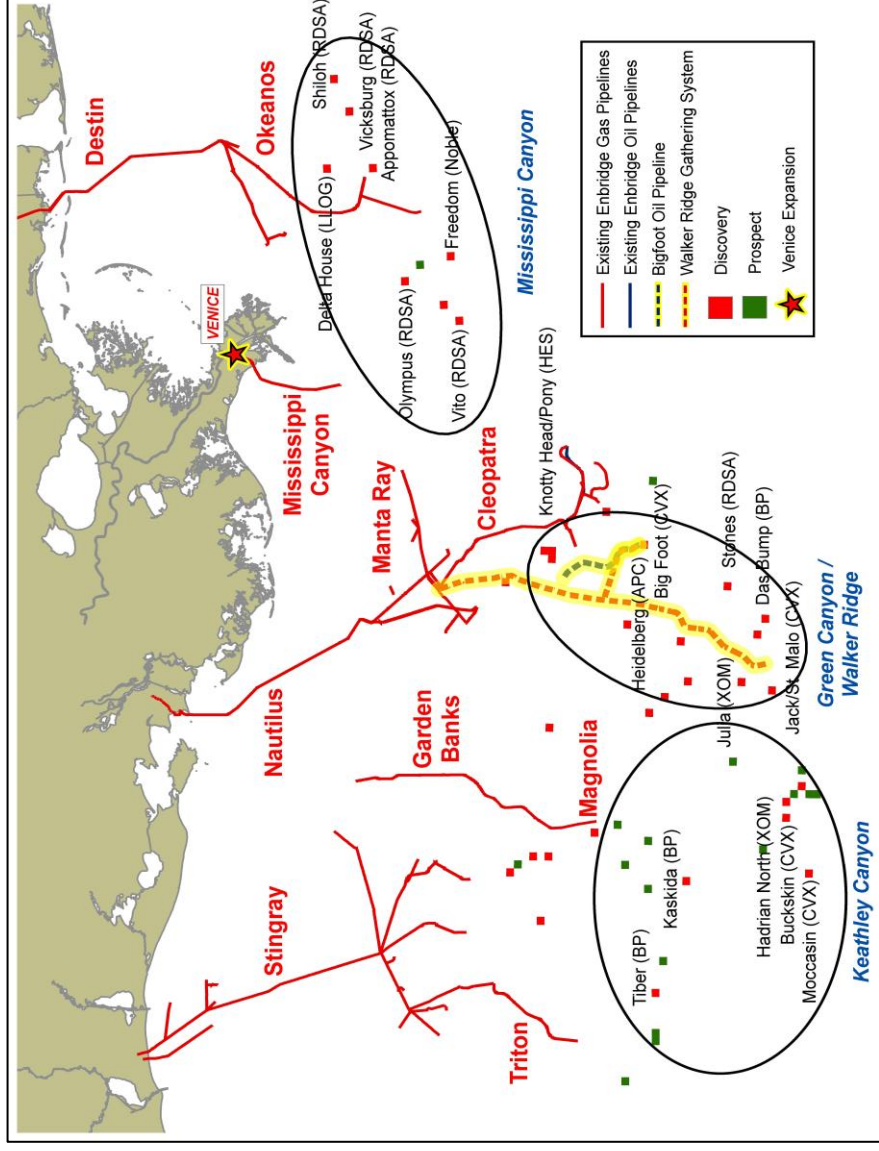 Destin
Okeanos
Shiloh (RDSA)
Vicksburg (RDSA)
Appomattox (RDSA)
Delta House (LLOG)
Freedom (Noble)
Olympus (RDSA)
Vito (RDSA)
Mississippi Canyon
VENICE
Mississippi
Canyon
Manta Ray
Cleopatra
Knotty Head/Pony (HES)
Nautilus
Heidelberg (APC)
Big Foot (CVX)
Stones (RDSA)
Das Bump (BP)
Julia (XOM)
Jack/St. Malo (CVX)
Green Canyon /
Walker Ridge
Garden
Banks
Magnolia
Stingray
Triton
Tiber (BP)
Kaskida (BP)
Hadrian North (XOM)
Buckskin (CVX)
Moccasin (CVX)
Keathley Canyon
Existing Enbridge Gas Pipelines
Existing Enbridge Oil Pipelines
Bigfoot Oil Pipeline
Walker Ridge Gathering System
Discovery
Prospect
Venice Expansion